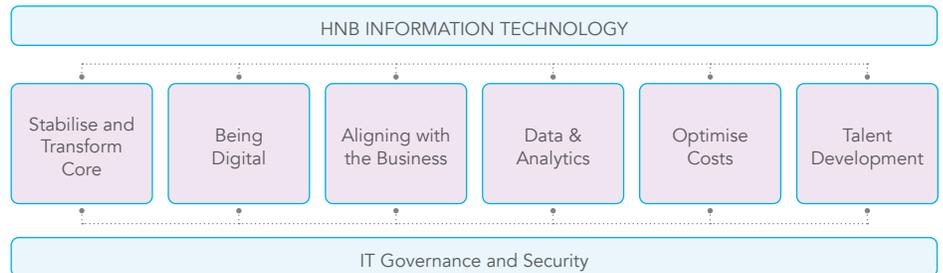 HNB INFORMATION TECHNOLOGY
Stabilise and
Transform
Core
Being
Digital
Aligning with
the Business
Data &
Analytics
Optimise
Costs
Talent
Development
IT Governance and Security